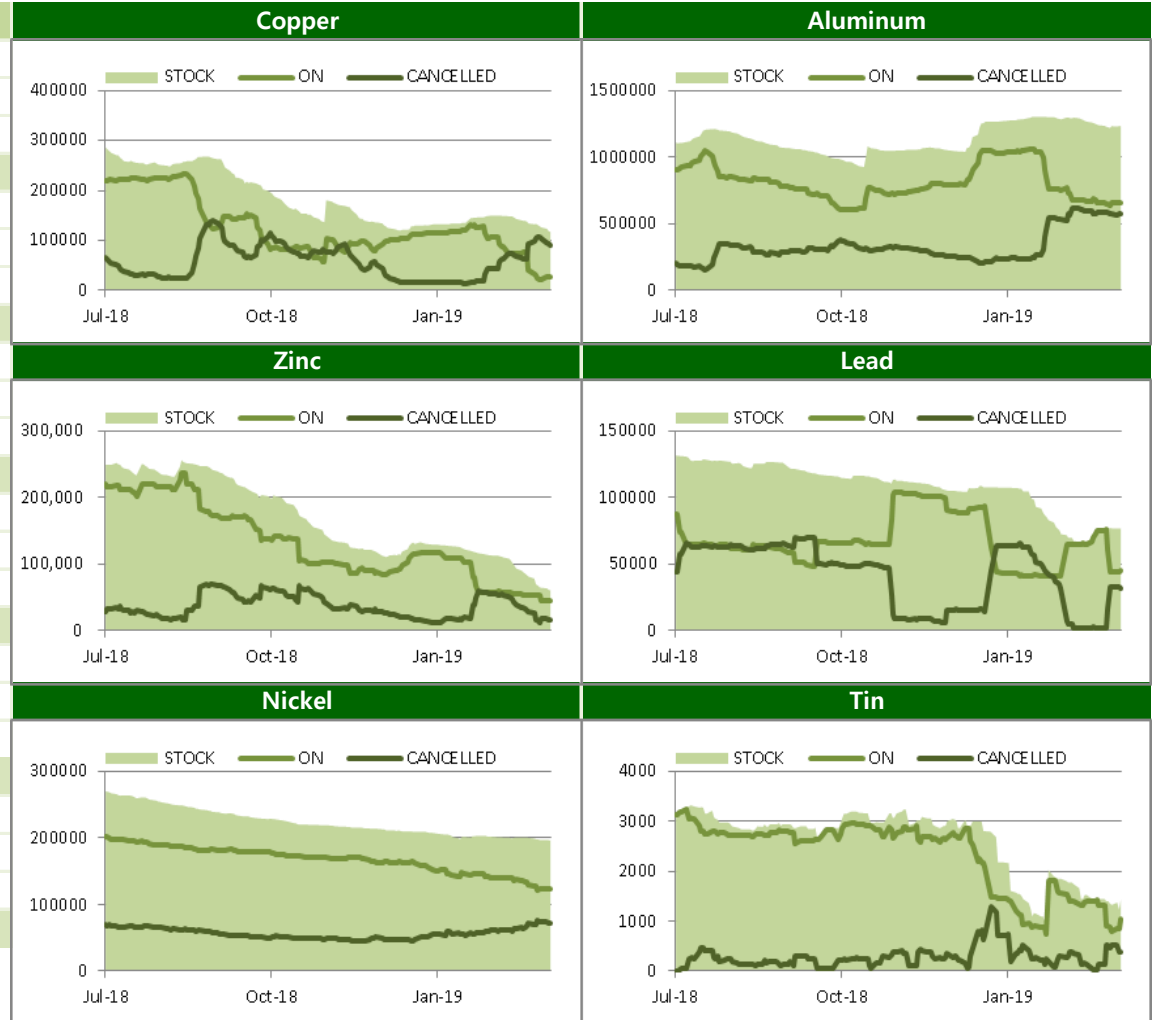 Copper
STOCK ON CANCELLED
400000
300000
200000
100000
0
Jul-18 Oct-18 Jan-19
Aluminum
STOCK ON CANCELLED
1500000
1000000
500000
0
Jul-18 Oct-18 Jan-19
Zinc
STOCK ON CANCELLED
300,000
200,000
100,000
0
Jul-18 Oct-18 Jan-19
Lead
STOCK ON CANCELLED
150000
100000
50000
0
Jul-18 Oct-18 Jan-19
Nickel
STOCK ON CANCELLED
300000
200000
100000
0
Jul-18 Oct-18 Jan-19
Tin
STOCK ON CANCELLED
4000
3000
2000
1000
0
Jul-18 Oct-18 Jan-19